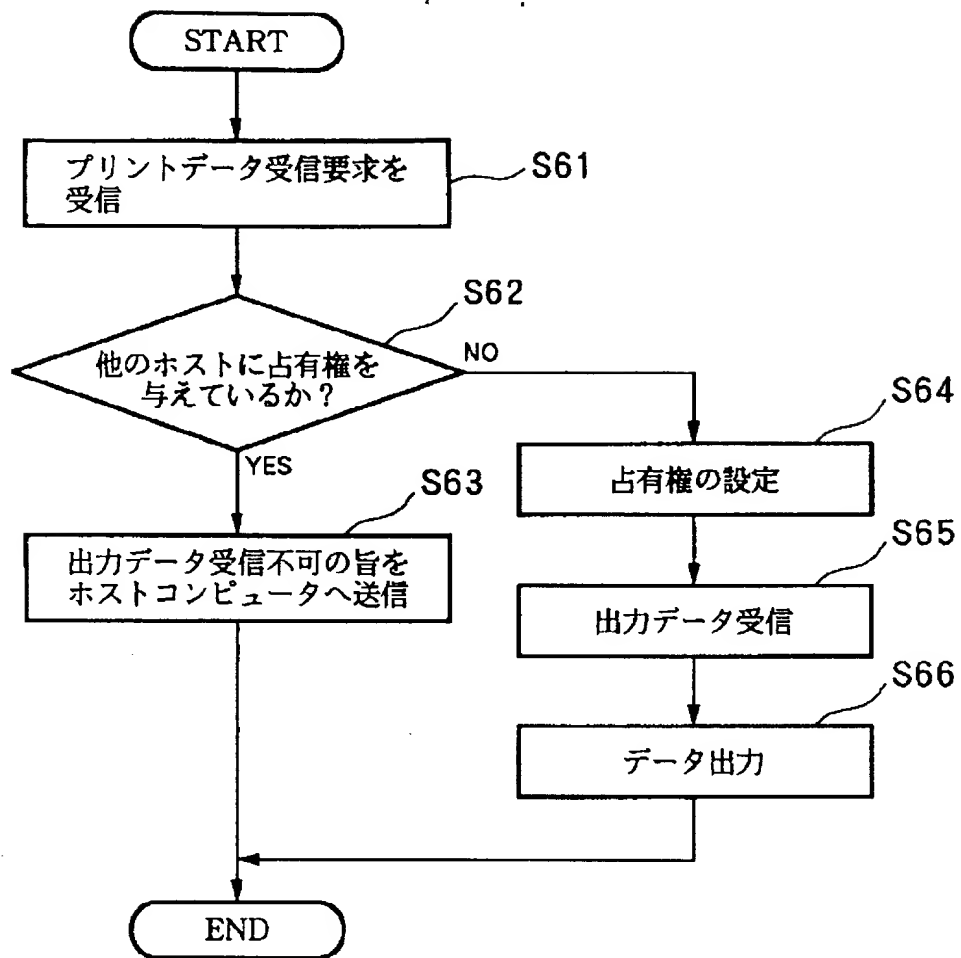 START
プリントデータ受信要求を
受信
S61
S62
他のホストに占有権を
与えているか?
NO
YES
S63
出力データ受信不可の旨を
ホストコンピュータへ送信
S64
占有権の設定
S65
出力データ受信
S66
データ出力
END